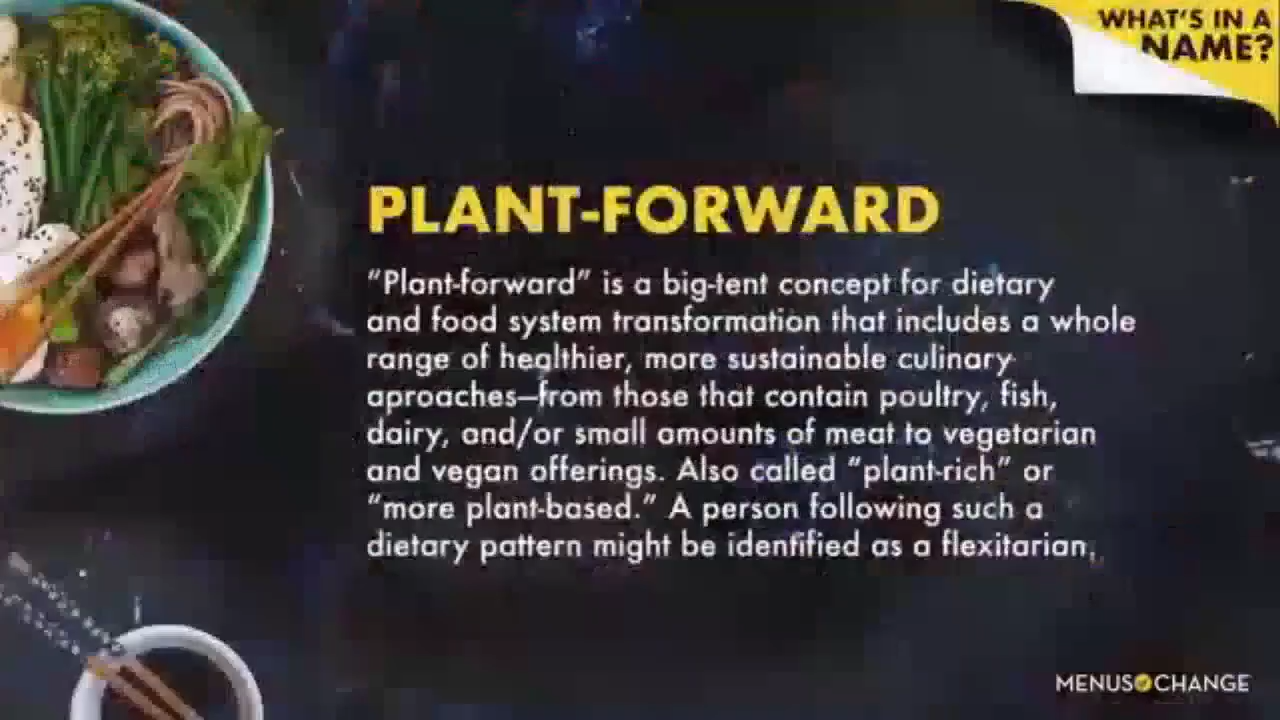 WHAT'S IN A
NAME?
PLANT-FORWARD
“Plant-forward” is a big-tent concept for dietary
and food system transformation that includes a whole
range of healthier, more sustainable culinary
aproaches—from those that contain poultry, fish,
dairy, and/or small amounts of meat to vegetarian
and vegan offerings. Also called “plant-rich” or
“more plant-based.” A person following such a
dietary pattern might be identified as a flexitarian.
MENUS CHANGE